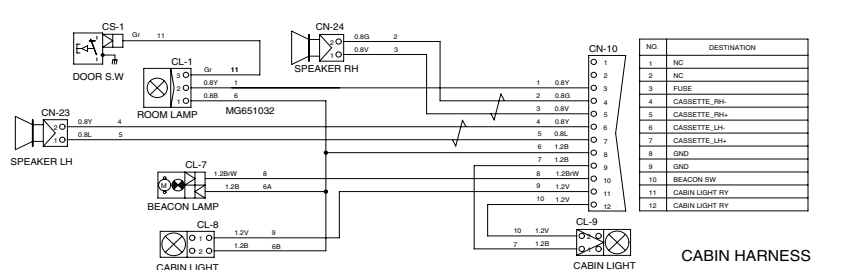 CS-1
Gr 11
DOOR S.W
CL-1
3 Gr 11
2 0.8Y 1
1 0.8B 6
ROOM LAMP
MG651032
CN-24
2 0.8G 2
1 0.8V 3
SPEAKER RH
CN-23
2 0.8Y 4
1 0.8L 5
SPEAKER LH
CL-7
M
1.2BrW 8
1.2B 6A
BEACON LAMP
CL-8
1 1.2V 9
2 1.2B 6B
CABIN LIGHT
CN-10
1
2
1 0.8Y 3
2 0.8G 4
3 0.8V 5
4 0.8Y 6
5 0.8L 7
6 1.2B 8
7 1.2B 9
8 1.2BrW 10
9 1.2V 11
10 1.2V 12
CL-9
10 1.2V 2
7 1.2B 1
CABIN LIGHT
NO. DESTINATION
1 NC
2 NC
3 FUSE
4 CASSETTE_RH-
5 CASSETTE_RH+
6 CASSETTE_LH-
7 CASSETTE_LH+
8 GND
9 GND
10 BEACON SW
11 CABIN LIGHT RY
12 CABIN LIGHT RY
CABIN HARNESS